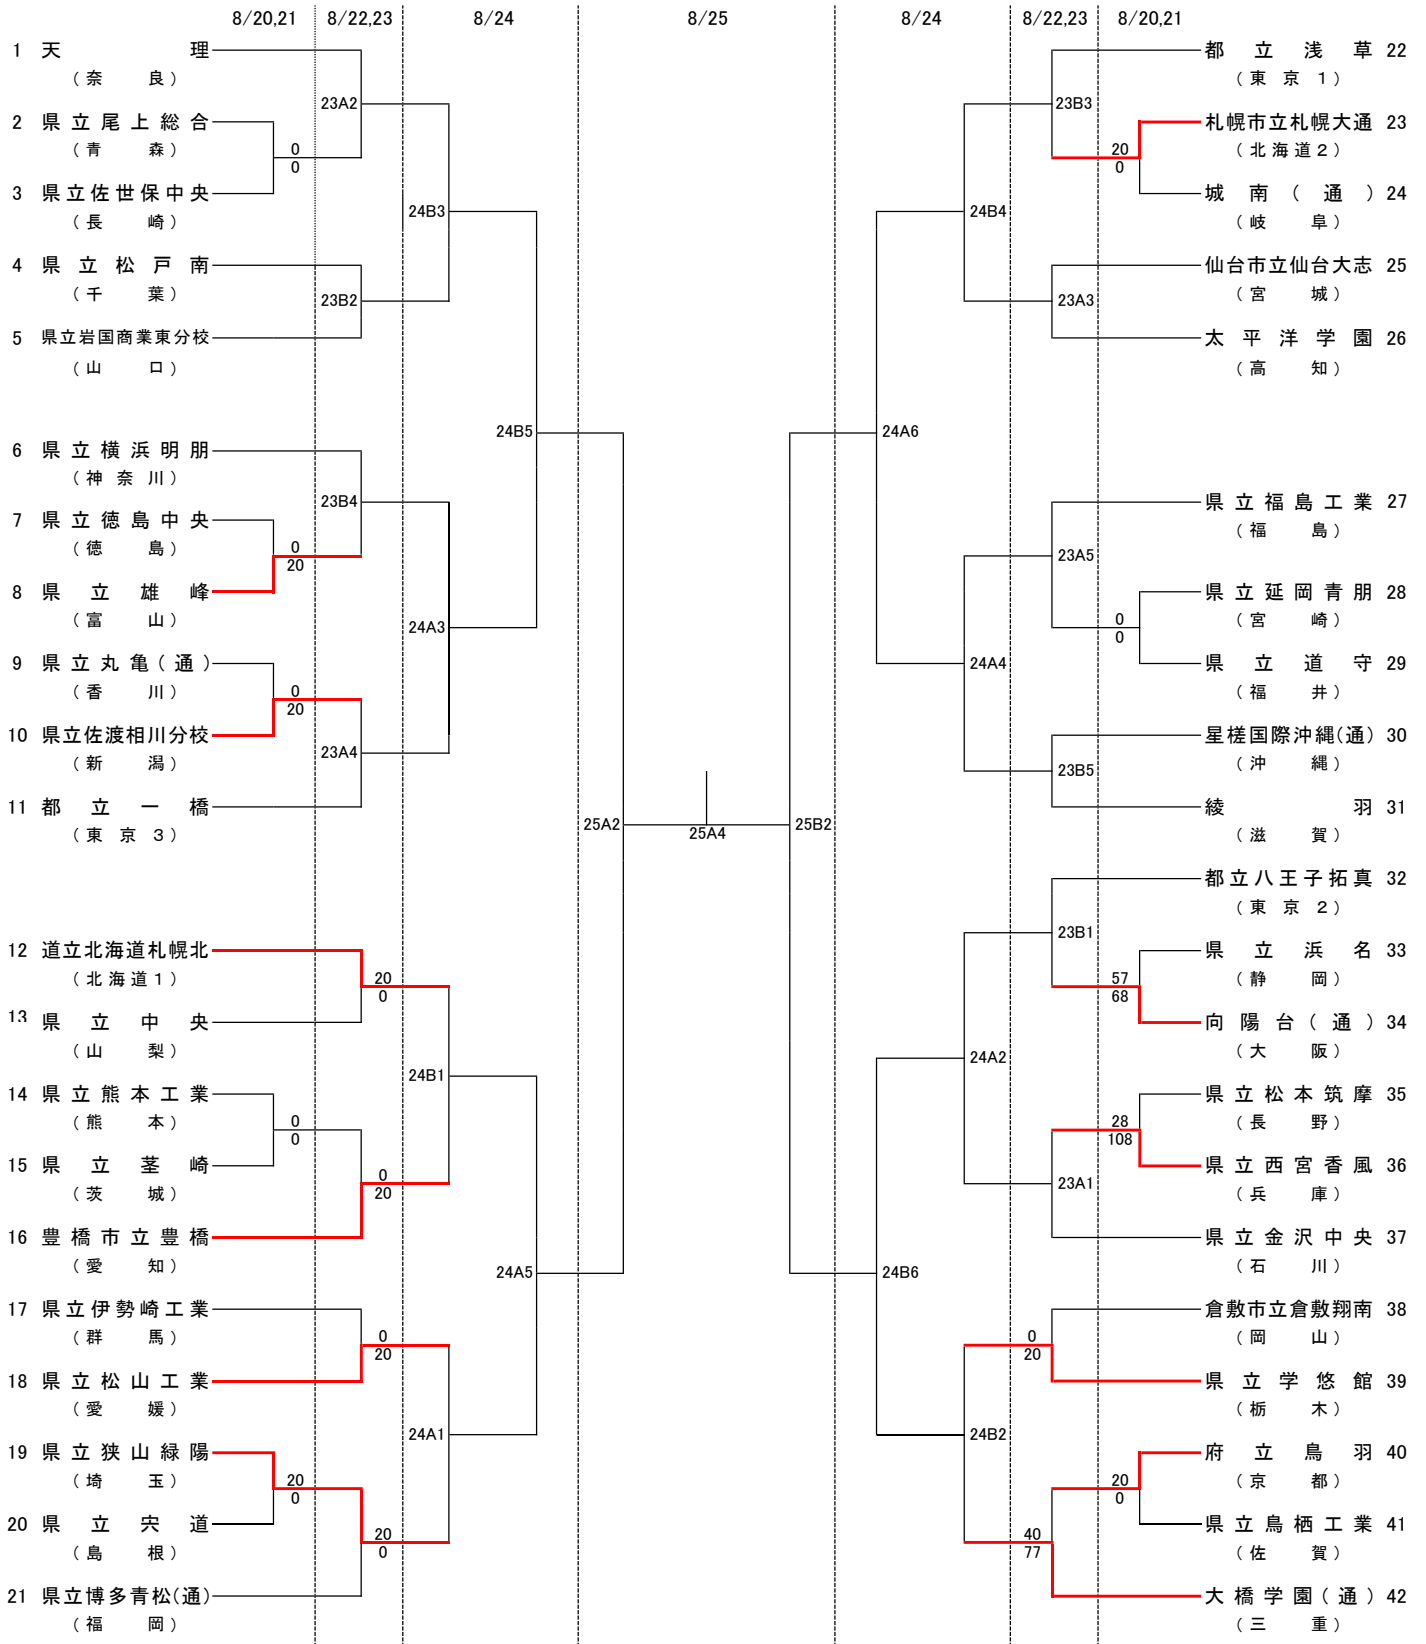 8/20,21 8/22,23 8/24 8/25 8/24 8/22,23 8/20,21
1 天理
(奈良)
23A2
2 県立尾上総合
(青森)
0
0
3 県立佐世保中央
(長崎)
24B3
4 県立松戸南
(千葉)
23B2
5 県立岩国商業東分校
(山口)
24B5
6 県立横浜明朋
(神奈川)
23B4
7 県立徳島中央
(徳島)
0
20
8 県立雄峰
(富山)
24A3
9 県立丸亀(通)
(香川)
0
20
10 県立佐渡相川分校
(新潟)
23A4
11 都立一橋
(東京3)
25A2
25A4
25B2
12 道立北海道札幌北
(北海道1)
20
0
13 県立中央
(山梨)
24B1
14 県立熊本工業
(熊本)
0
0
15 県立茎崎
(茨城)
0
20
16 豊橋市立豊橋
(愛知)
24A5
17 県立伊勢崎工業
(群馬)
0
20
18 県立松山工業
(愛媛)
24A1
19 県立狭山緑陽
(埼玉)
20
0
20 県立宍道
(島根)
20
0
21 県立博多青松(通)
(福岡)
都立浅草 22
(東京1)
23B3
札幌市立札幌大通 23
(北海道2)
20
0
城南(通) 24
(岐阜)
24B4
仙台市立仙台大志 25
(宮城)
23A3
太平洋学園 26
(高知)
24A6
県立福島工業 27
(福島)
23A5
県立延岡青朋 28
(宮崎)
0
0
県立道守 29
(福井)
24A4
星槎国際沖縄(通) 30
(沖縄)
23B5
綾羽 31
(滋賀)
都立八王子拓真 32
(東京2)
23B1
県立浜名 33
(静岡)
57
68
向陽台(通) 34
(大阪)
24A2
県立松本筑摩 35
(長野)
28
108
県立西宮香風 36
(兵庫)
23A1
県立金沢中央 37
(石川)
24B6
倉敷市立倉敷翔南 38
(岡山)
0
20
県立学悠館 39
(栃木)
24B2
府立鳥羽 40
(京都)
20
0
県立鳥栖工業 41
(佐賀)
40
77
大橋学園(通) 42
(三重)